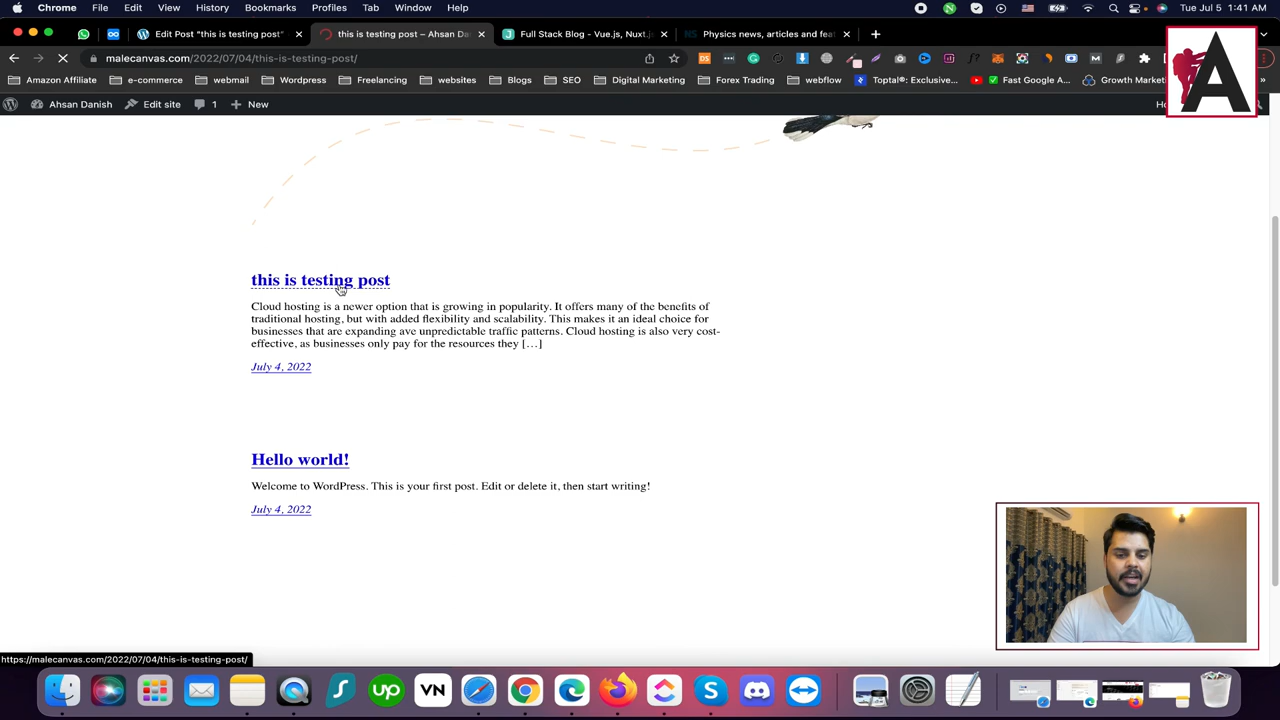 Chrome File Edit View History Bookmarks Profiles Tab Window Help
Tue Jul 5 1:41 AM
Edit Post "this is testing post"
this is testing post – Ahsan Da
Full Stack Blog - Vue.js, Nuxt.js
Physics news, articles and feat
malecanvas.com/2022/07/04/this-is-testing-post/
Amazon Affiliate
e-commerce
webmail
Wordpress
Freelancing
websites
Blogs
SEO
Digital Marketing
Forex Trading
webflow
Toptal®: Exclusive...
Fast Google A...
Growth Market
Ahsan Danish
Edit site
1
New
A
this is testing post
Cloud hosting is a newer option that is growing in popularity. It offers many of the benefits of
traditional hosting, but with added flexibility and scalability. This makes it an ideal choice for
businesses that are expanding ave unpredictable traffic patterns. Cloud hosting is also very cost-
effective, as businesses only pay for the resources they […]
July 4, 2022
Hello world!
Welcome to WordPress. This is your first post. Edit or delete it, then start writing!
July 4, 2022
https://malecanvas.com/2022/07/04/this-is-testing-post/
up
VN